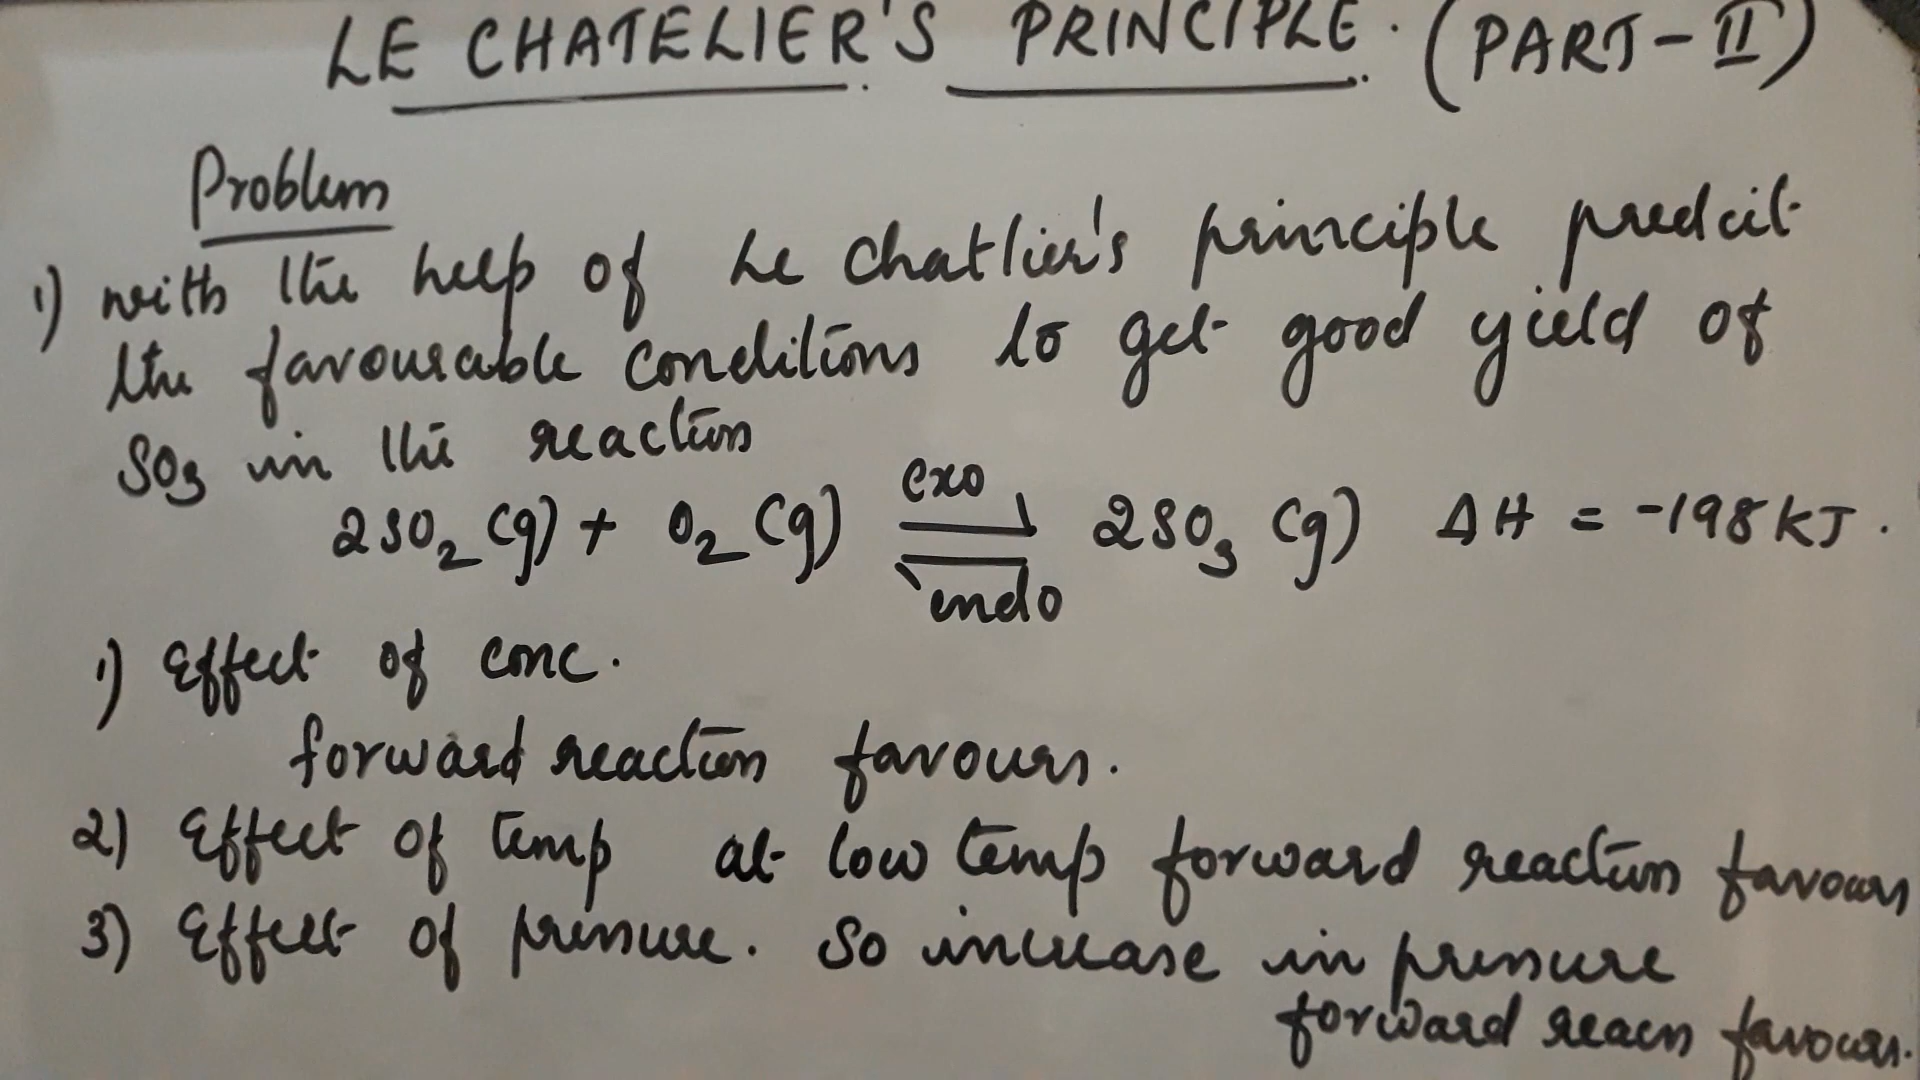 LE CHATELIER'S PRINCIPLE. (PART-II)
Problem
1) with the help of Le Chatlier's principle predcit
the favourable conditions to get good yield of
SO3 in the reaction
2SO2 (g) + O2 (g) exo ⇌ endo 2SO3 (g) ΔH = -198 KJ.
1) Effect of conc.
forward reaction favours.
2) Effect of temp at low temp forward reaction favours
3) Effect of pressure. So increase in pressure
forward reacn favours.